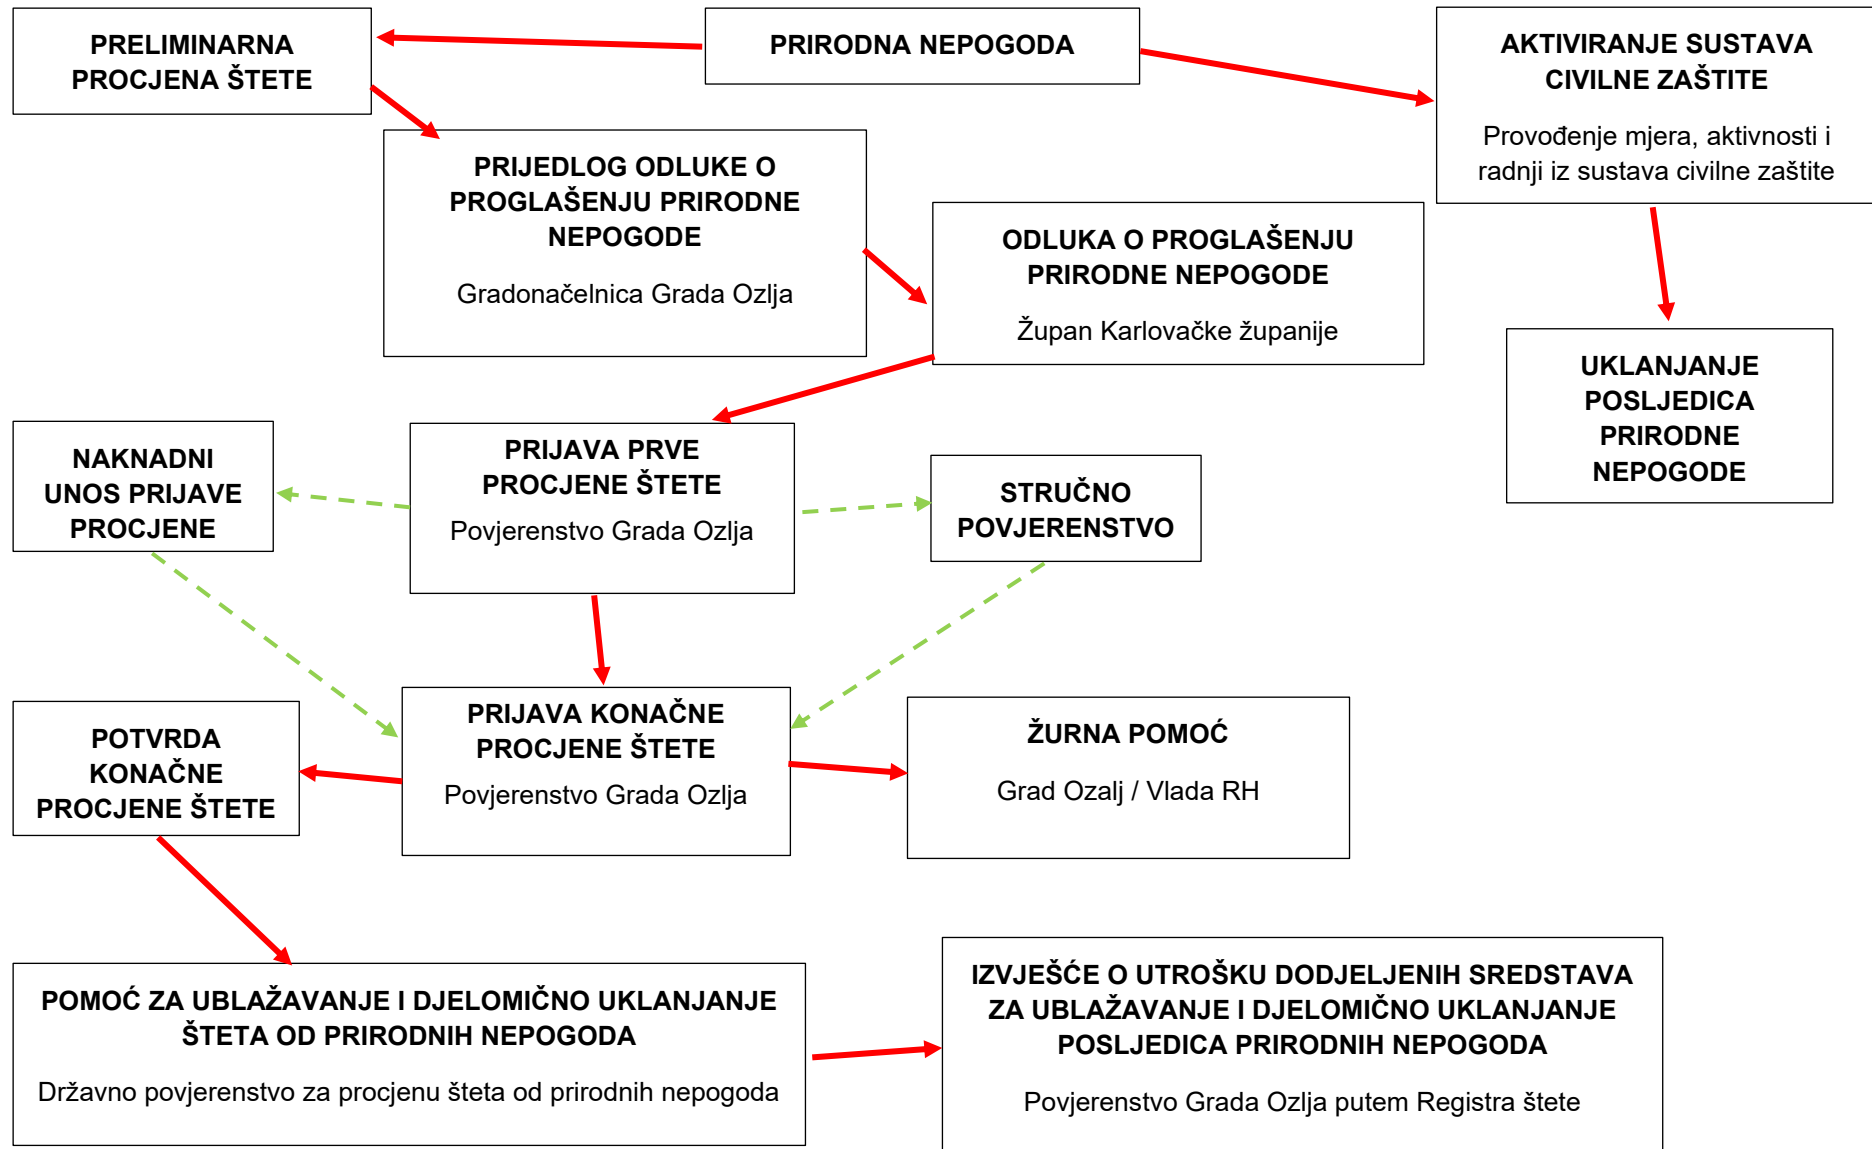 PRELIMINARNA
PROCJENA ŠTETE
PRIRODNA NEPOGODA
AKTIVIRANJE SUSTAVA
CIVILNE ZAŠTITE
Provođenje mjera, aktivnosti i
radnji iz sustava civilne zaštite
PRIJEDLOG ODLUKE O
PROGLAŠENJU PRIRODNE
NEPOGODE
Gradonačelnica Grada Ozlja
ODLUKA O PROGLAŠENJU
PRIRODNE NEPOGODE
Župan Karlovačke županije
UKLANJANJE
POSLJEDICA
PRIRODNE
NEPOGODE
NAKNADNI
UNOS PRIJAVE
PROCJENE
PRIJAVA PRVE
PROCJENE ŠTETE
Povjerenstvo Grada Ozlja
STRUČNO
POVJERENSTVO
POTVRDA
KONAČNE
PROCJENE ŠTETE
PRIJAVA KONAČNE
PROCJENE ŠTETE
Povjerenstvo Grada Ozlja
ŽURNA POMOĆ
Grad Ozalj / Vlada RH
POMOĆ ZA UBLAŽAVANJE I DJELOMIČNO UKLANJANJE
ŠTETA OD PRIRODNIH NEPOGODA
Državno povjerenstvo za procjenu šteta od prirodnih nepogoda
IZVJEŠĆE O UTROŠKU DODJELJENIH SREDSTAVA
ZA UBLAŽAVANJE I DJELOMIČNO UKLANJANJE
POSLJEDICA PRIRODNIH NEPOGODA
Povjerenstvo Grada Ozlja putem Registra štete